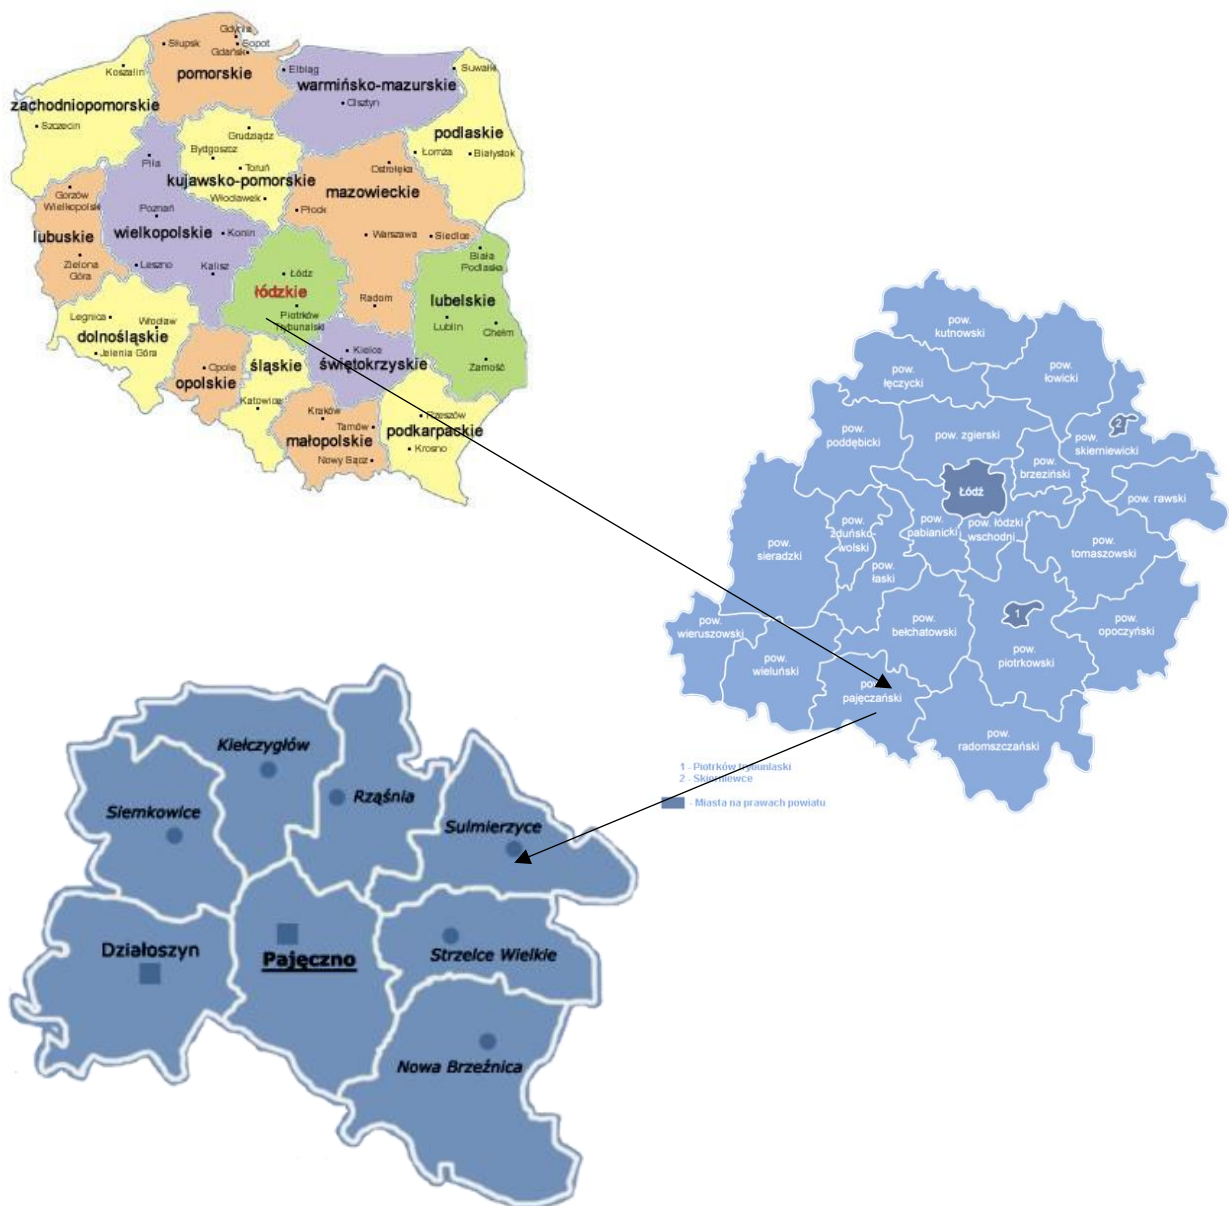 Gdynia
Słupsk
Sopot
Gdańsk
pomorskie
Koszalin
Elbląg
Suwałki
warmińsko-mazurskie
zachodniopomorskie
Olsztyn
Szczecin
Grudziądz
podlaskie
Bydgoszcz
Łomża
Białystok
Piła
Toruń
Ostrołęka
kujawsko-pomorskie
mazowieckie
Gorzów
Wielkopolski
Włocławek
Poznań
Płock
wielkopolskie
Konin
Warszawa
Siedlce
lubuskie
Biała
Podlaska
Zielona
Góra
Leszno
Kalisz
Łódź
łódzkie
Radom
lubelskie
Legnica
Wrocław
Piotrków
Trybunalski
Lublin
Chełm
dolnośląskie
Jelenia Góra
Kielce
śląskie
świętokrzyskie
Opole
Zamość
opolskie
Katowice
Kraków
Rzeszów
Tarnów
małopolskie
podkarpackie
Nowy Sącz
Krosno
pow.
kutnowski
pow.
łęczycki
pow.
łowicki
2
pow.
poddębicki
pow. zgierski
pow.
skierniewicki
pow.
brzeziński
Łódź
pow. rawski
pow.
zduńsko-
wolski
pow.
pabianicki
pow. łódzki
wschodni
pow.
sieradzki
pow.
tomaszowski
pow.
łaski
1
pow.
wieruszowski
pow.
bełchatowski
pow.
opoczyński
pow.
wieluński
pow.
piotrkowski
pow.
pajęczański
pow.
radomszczański
1 - Piotrków trybunlaski
2 - Skierniewce
- Miasta na prawach powiatu
Kiełczygłów
Rząśnia
Siemkowice
Sulmierzyce
Działoszyn
Pajęczno
Strzelce Wielkie
Nowa Brzeźnica